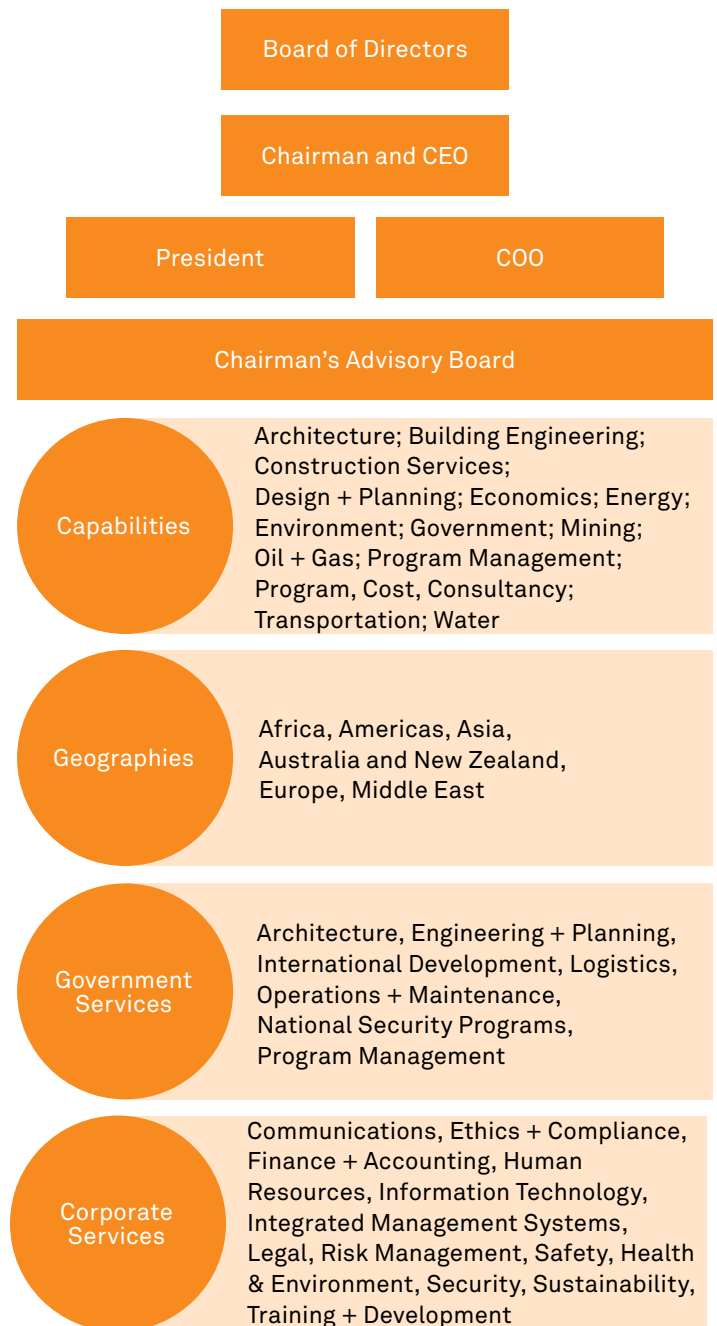 Board of Directors
Chairman and CEO
President
COO
Chairman’s Advisory Board
Capabilities
Architecture; Building Engineering;
Construction Services;
Design + Planning; Economics; Energy;
Environment; Government; Mining;
Oil + Gas; Program Management;
Program, Cost, Consultancy;
Transportation; Water
Geographies
Africa, Americas, Asia,
Australia and New Zealand,
Europe, Middle East
Government
Services
Architecture, Engineering + Planning,
International Development, Logistics,
Operations + Maintenance,
National Security Programs,
Program Management
Corporate
Services
Communications, Ethics + Compliance,
Finance + Accounting, Human
Resources, Information Technology,
Integrated Management Systems,
Legal, Risk Management, Safety, Health
& Environment, Security, Sustainability,
Training + Development